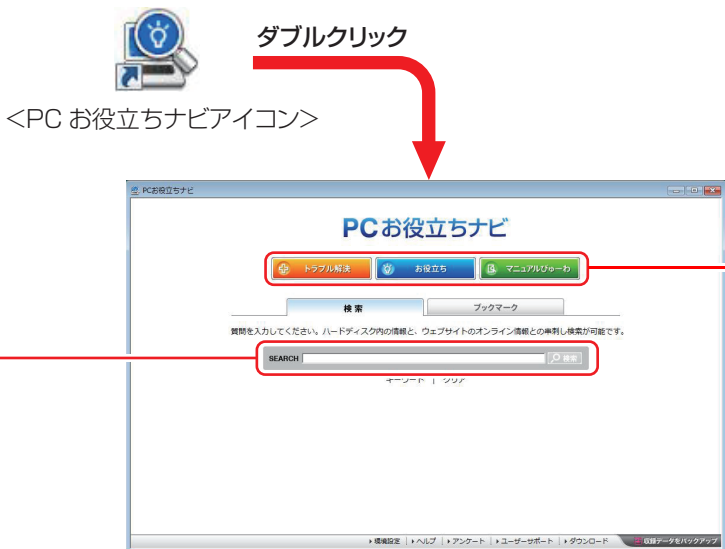 ダブルクリック
<PC お役立ちナビアイコン>
PCお役立ちナビ
PCお役立ちナビ
トラブル解決 お役立ち マニュアルびゅーわ
検索 ブックマーク
質問を入力してください。ハードディスク内の情報と、ウェブサイトのオンライン情報との串刺し検索が可能です。
SEARCH 検索
キーワード | クリア
環境設定 | ヘルプ | アンケート | ユーザーサポート | ダウンロード 収録データをバックアップ